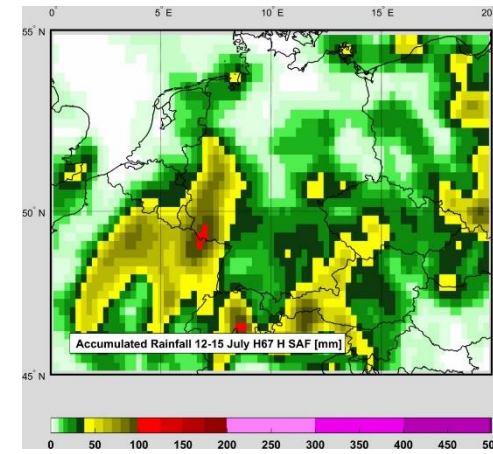 0° 5° E 10° E 15° E 20
55° N
50° N
Accumulated Rainfall 12-15 July H67 H SAF [mm]
45° N
0 50 100 150 200 250 300 350 400 450 50